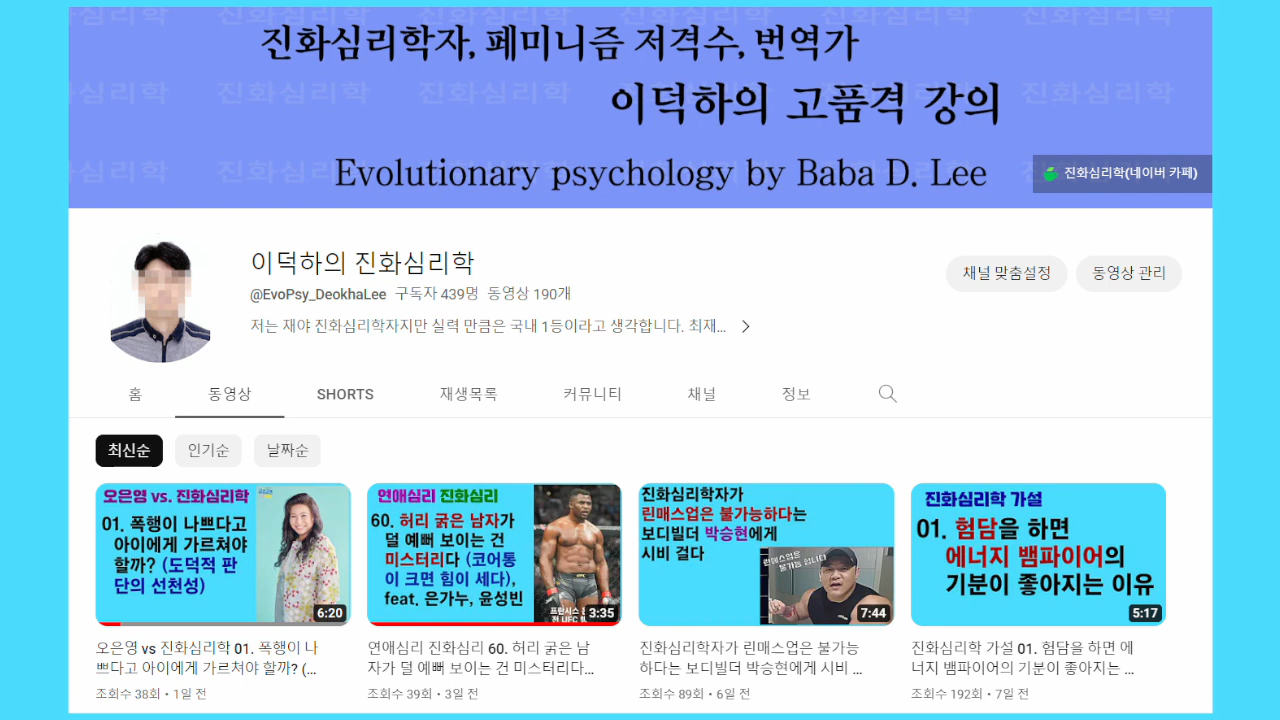 진화심리학자, 페미니즘 저격수, 번역가
이덕하의 고품격 강의
Evolutionary psychology by Baba D. Lee
진화심리학(네이버 카페)
이덕하의 진화심리학
@EvoPsy_DeokhaLee 구독자 439명 동영상 190개
저는 재야 진화심리학자지만 실력 만큼은 국내 1등이라고 생각합니다. 최재...
채널 맞춤설정
동영상 관리
홈 동영상 SHORTS 재생목록 커뮤니티 채널 정보
최신순 인기순 날짜순
오은영 vs. 진화심리학
01. 폭행이 나쁘다고
아이에게 가르쳐야
할까? (도덕적 판
단의 선천성)
6:20
연애심리 진화심리
60. 허리 굵은 남자가
덜 예뻐 보이는 건
미스터리다 (코어통
이 크면 힘이 세다),
feat. 은가누, 윤성빈
프란시스
3:35
진화심리학자가
린매스업은 불가능하다는
보디빌더 박승현에게
시비 걸다
린매스업은
불가능 합니다
7:44
진화심리학 가설
01. 험담을 하면
에너지 뱀파이어의
기분이 좋아지는 이유
5:17
오은영 vs 진화심리학 01. 폭행이 나
쁘다고 아이에게 가르쳐야 할까? (...
조회수 38회 • 1일 전
연애심리 진화심리 60. 허리 굵은 남
자가 덜 예뻐 보이는 건 미스터리다...
조회수 39회 • 3일 전
진화심리학자가 린매스업은 불가능
하다는 보디빌더 박승현에게 시비 ...
조회수 89회 • 6일 전
진화심리학 가설 01. 험담을 하면 에
너지 뱀파이어의 기분이 좋아지는 ...
조회수 192회 • 7일 전